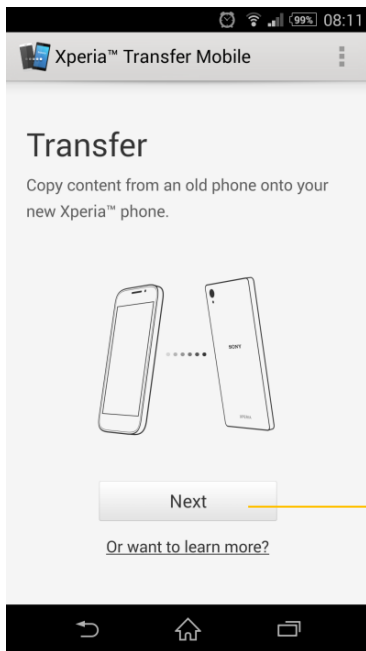 99% 08:11
Xperia™ Transfer Mobile
Transfer
Copy content from an old phone onto your
new Xperia™ phone.
SONY
Next
Or want to learn more?